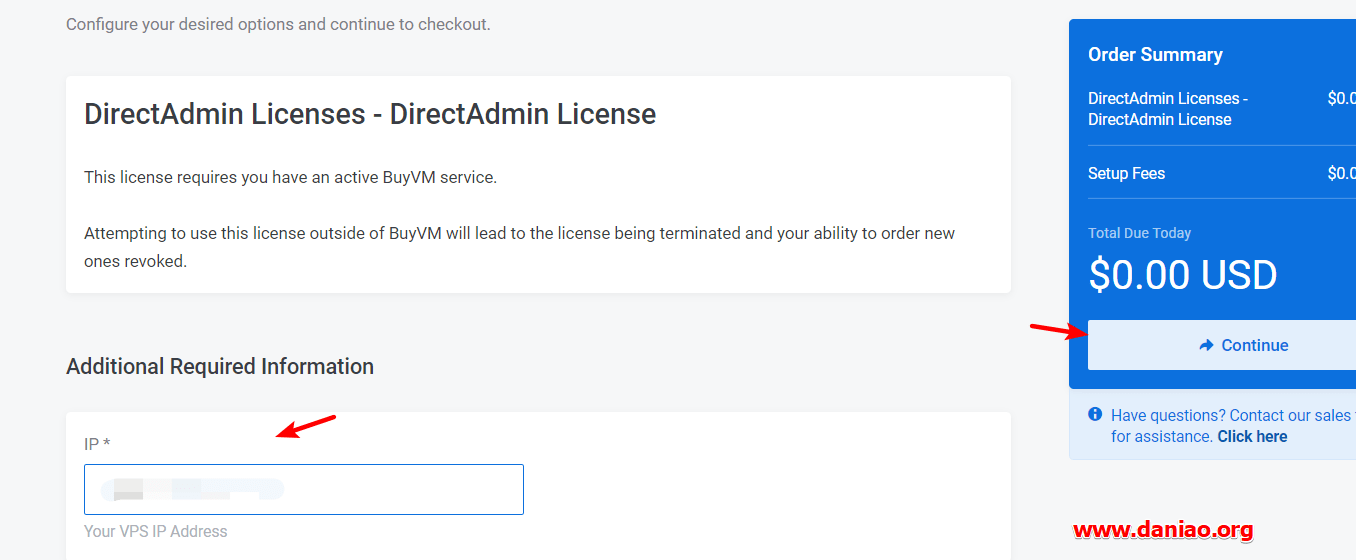 Configure your desired options and continue to checkout.
DirectAdmin Licenses - DirectAdmin License
This license requires you have an active BuyVM service.
Attempting to use this license outside of BuyVM will lead to the license being terminated and your ability to order new
ones revoked.
Additional Required Information
IP *
Your VPS IP Address
Order Summary
DirectAdmin Licenses -
DirectAdmin License
$0.0
Setup Fees
$0.0
Total Due Today
$0.00 USD
Continue
Have questions? Contact our sales
for assistance. Click here
www.daniao.org